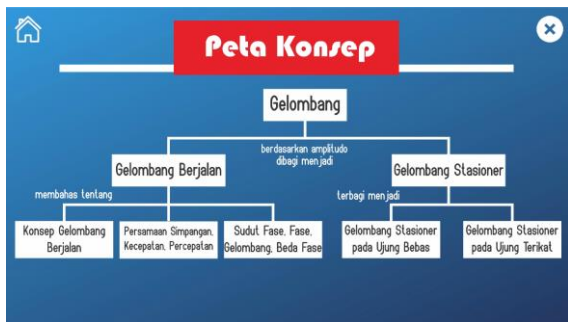 Peta Konsep
Gelombang
berdasarkan amplitudo
dibagi menjadi
Gelombang Berjalan
Gelombang Stasioner
membahas tentang
terbagi menjadi
Konsep Gelombang
Berjalan
Persamaan Simpangan,
Kecepatan, Percepatan
Sudut Fase, Fase,
Gelombang, Beda Fase
Gelombang Stasioner
pada Ujung Bebas
Gelombang Stasioner
pada Ujung Terikat